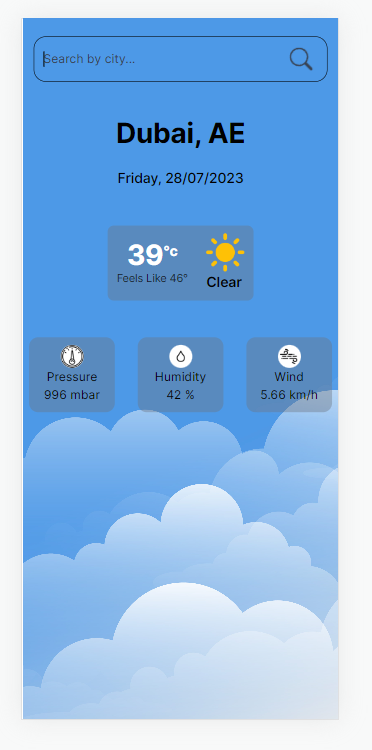 Search by city...
Dubai, AE
Friday, 28/07/2023
39°c
Feels Like 46°
Clear
Pressure
996 mbar
Humidity
42 %
Wind
5.66 km/h